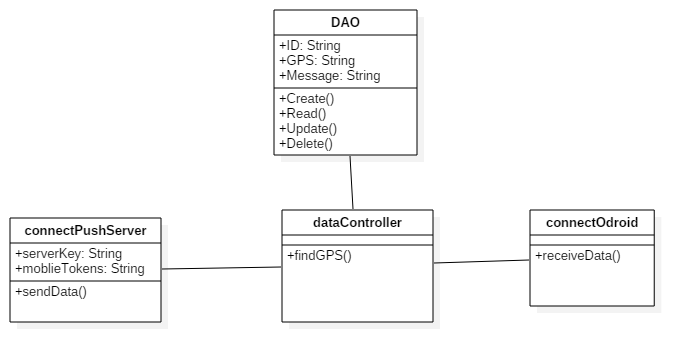 DAO
+ID: String
+GPS: String
+Message: String
+Create()
+Read()
+Update()
+Delete()
connectPushServer
+serverKey: String
+moblieTokens: String
+sendData()
dataController
+findGPS()
connectOdroid
+receiveData()